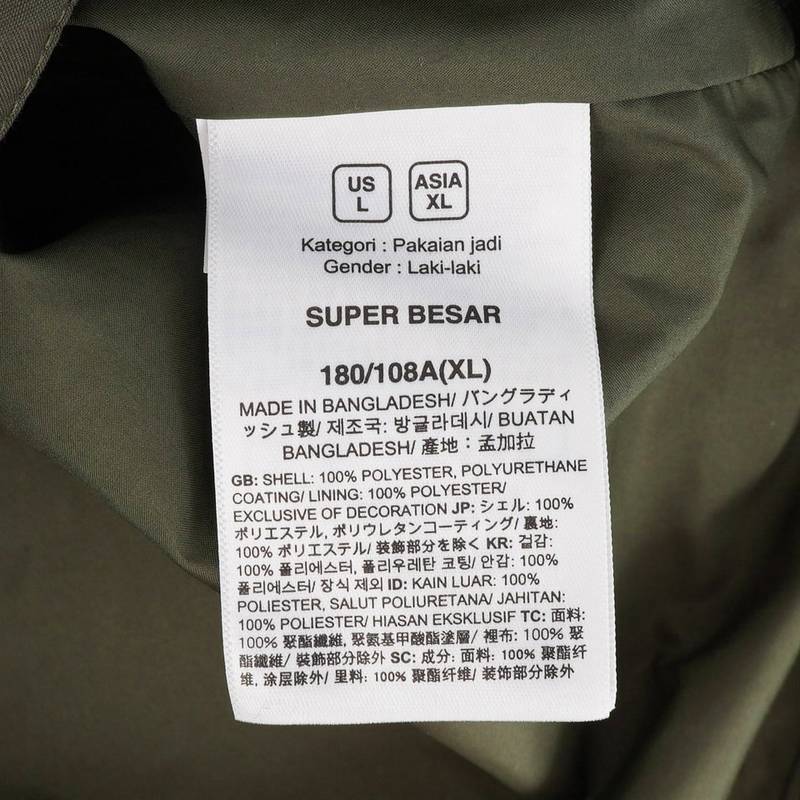 US
L
ASIA
XL
Kategori : Pakaian jadi
Gender : Laki-laki
SUPER BESAR
180/108A(XL)
MADE IN BANGLADESH/ バングラディ
ッシュ製/ 제조국: 방글라데시/ BUATAN
BANGLADESH/ 產地：孟加拉
GB: SHELL: 100% POLYESTER, POLYURETHANE
COATING/ LINING: 100% POLYESTER/
EXCLUSIVE OF DECORATION JP: シェル: 100%
ポリエステル, ポリウレタンコーティング/ 裏地:
100% ポリエステル/ 装飾部分を除く KR: 겉감:
100% 폴리에스터, 폴리우레탄 코팅/ 안감: 100%
폴리에스터/ 장식 제외 ID: KAIN LUAR: 100%
POLIESTER, SALUT POLIURETANA/ JAHITAN:
100% POLIESTER/ HIASAN EKSKLUSIF TC: 面料:
100% 聚酯纖維, 聚氨基甲酸酯塗層/ 裡布: 100% 聚
酯纖維/ 裝飾部分除外 SC: 成分: 面料: 100% 聚酯纤
维, 涂层除外/ 里料: 100% 聚酯纤维/ 装饰部分除外